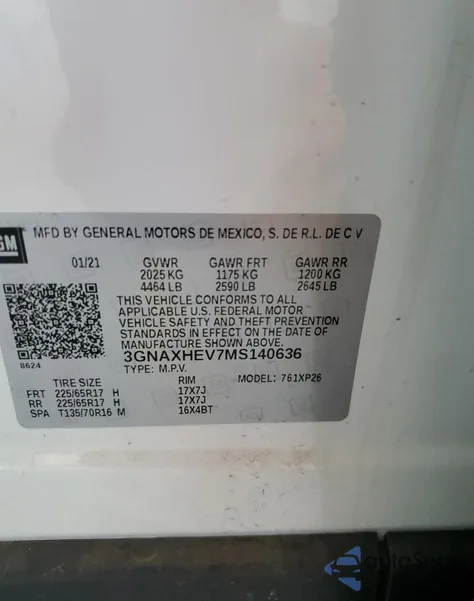 GM
MFD BY GENERAL MOTORS DE MEXICO, S. DE R.L. DE C V
01/21 GVWR GAWR FRT GAWR RR
2025 KG 1175 KG 1200 KG
4464 LB 2590 LB 2645 LB
THIS VEHICLE CONFORMS TO ALL
APPLICABLE U.S. FEDERAL MOTOR
VEHICLE SAFETY AND THEFT PREVENTION
STANDARDS IN EFFECT ON THE DATE OF
MANUFACTURE SHOWN ABOVE.
3GNAXHEV7MS140636
8624
TYPE: M.P.V. MODEL: 761XP26
TIRE SIZE RIM
FRT 225/65R17 H 17X7J
RR 225/65R17 H 17X7J
SPA T135/70R16 M 16X4BT